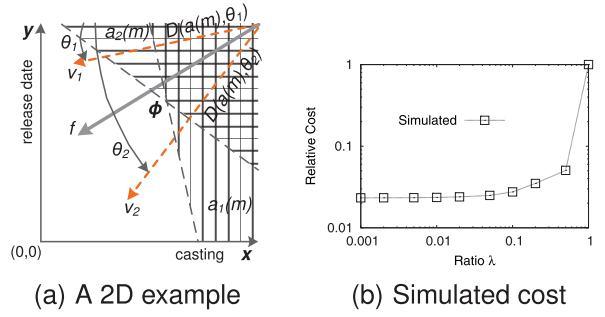 y
release date
θ1
a2(m)
D(a(m),θ1)
v1
D(a(m),θ2)
f
ϕ
θ2
v2
a1(m)
(0,0)
casting
x
(a) A 2D example
Relative Cost
1
0.1
0.01
Simulated
0.001
0.01
0.1
1
Ratio λ
(b) Simulated cost